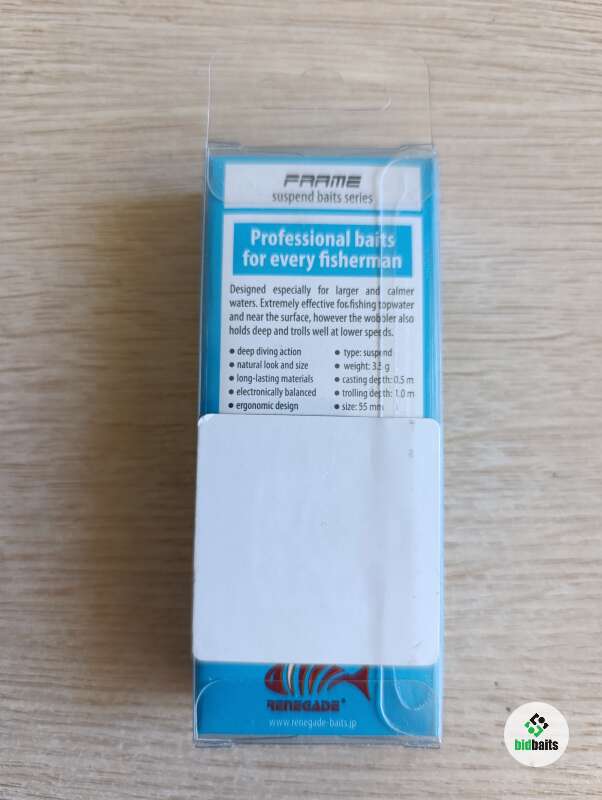 FRAME
suspend baits series
Professional baits
for every fisherman
Designed especially for larger and calmer
waters. Extremely effective for fishing topwater
and near the surface, however the wobbler also
holds deep and trolls well at lower speeds.
• deep diving action
• natural look and size
• long-lasting materials
• electronically balanced
• ergonomic design
• type: suspend
• weight: 3.5 g
• casting depth: 0.5 m
• trolling depth: 1.0 m
• size: 55 mm
RENEGADE®
www.renegade-baits.jp
bidbaits